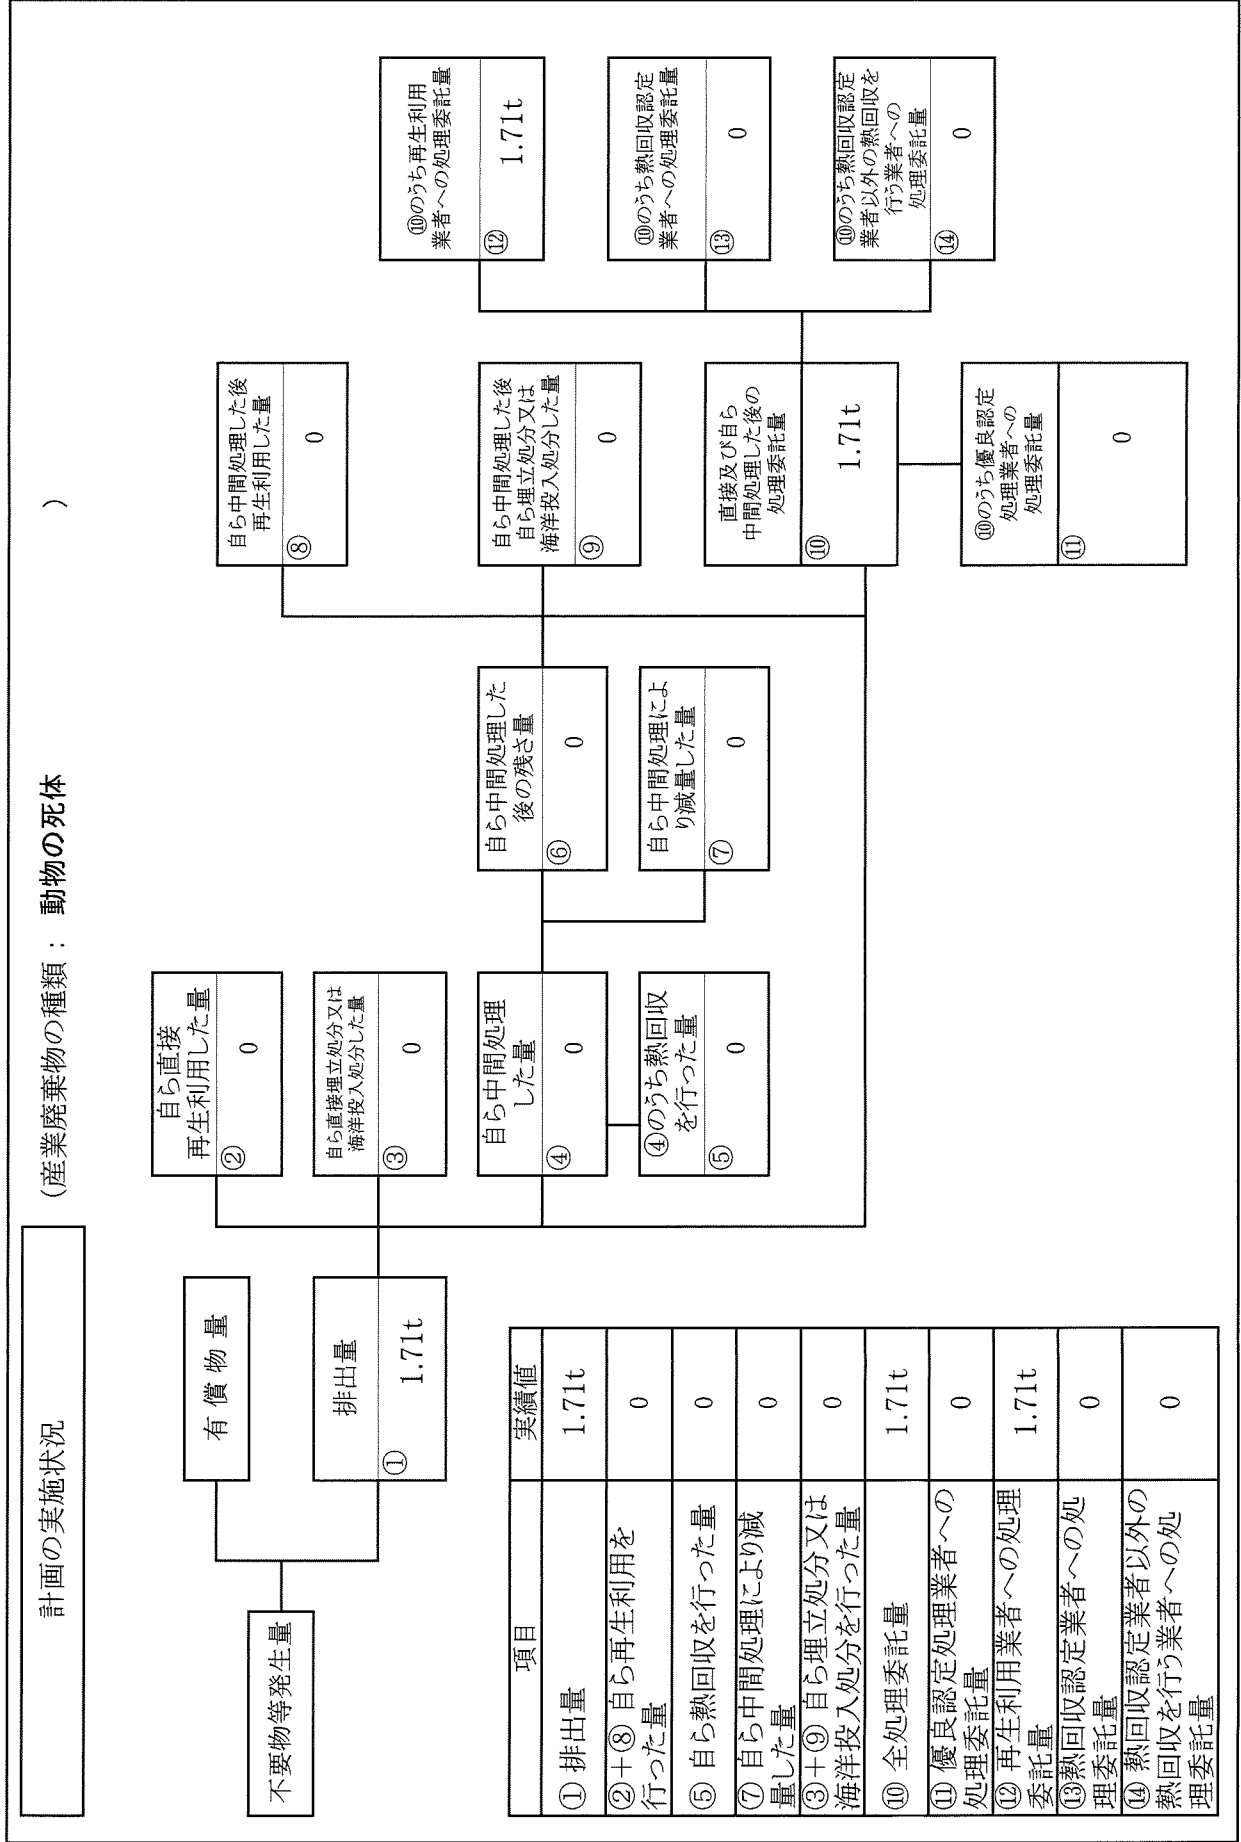 計画の実施状況
(産業廃棄物の種類： 動物の死体 )
不要物等発生量
有 償 物 量
排出量
① 1.71t
自ら直接
再生利用した量
② 0
自ら直接埋立処分又は
海洋投入処分した量
③ 0
自ら中間処理
した量
④ 0
④のうち熱回収
を行った量
⑤ 0
自ら中間処理した
後の残さ量
⑥ 0
自ら中間処理によ
り減量した量
⑦ 0
自ら中間処理した後
再生利用した量
⑧ 0
自ら中間処理した後
自ら埋立処分又は
海洋投入処分した量
⑨ 0
直接及び自ら
中間処理した後の
処理委託量
⑩ 1.71t
⑩のうち優良認定
処理業者への
処理委託量
⑪ 0
⑩のうち再生利用
業者への処理委託量
⑫ 1.71t
⑩のうち熱回収認定
業者への処理委託量
⑬ 0
⑩のうち熱回収認定
業者以外の熱回収を
行う業者への
処理委託量
⑭ 0
項目 実績値
① 排出量 1.71t
②＋⑧ 自ら再生利用を
行った量 0
⑤ 自ら熱回収を行った量 0
⑦ 自ら中間処理により減
量した量 0
③＋⑨ 自ら埋立処分又は
海洋投入処分を行った量 0
⑩ 全処理委託量 1.71t
⑪ 優良認定処理業者への
処理委託量 0
⑫ 再生利用業者への処理
委託量 1.71t
⑬熱回収認定業者への処
理委託量 0
⑭ 熱回収認定業者以外の
熱回収を行う業者への処
理委託量 0